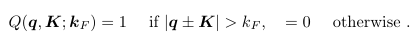 Q(q, K; k_F) = 1 if |q ± K| > k_F, = 0 otherwise .